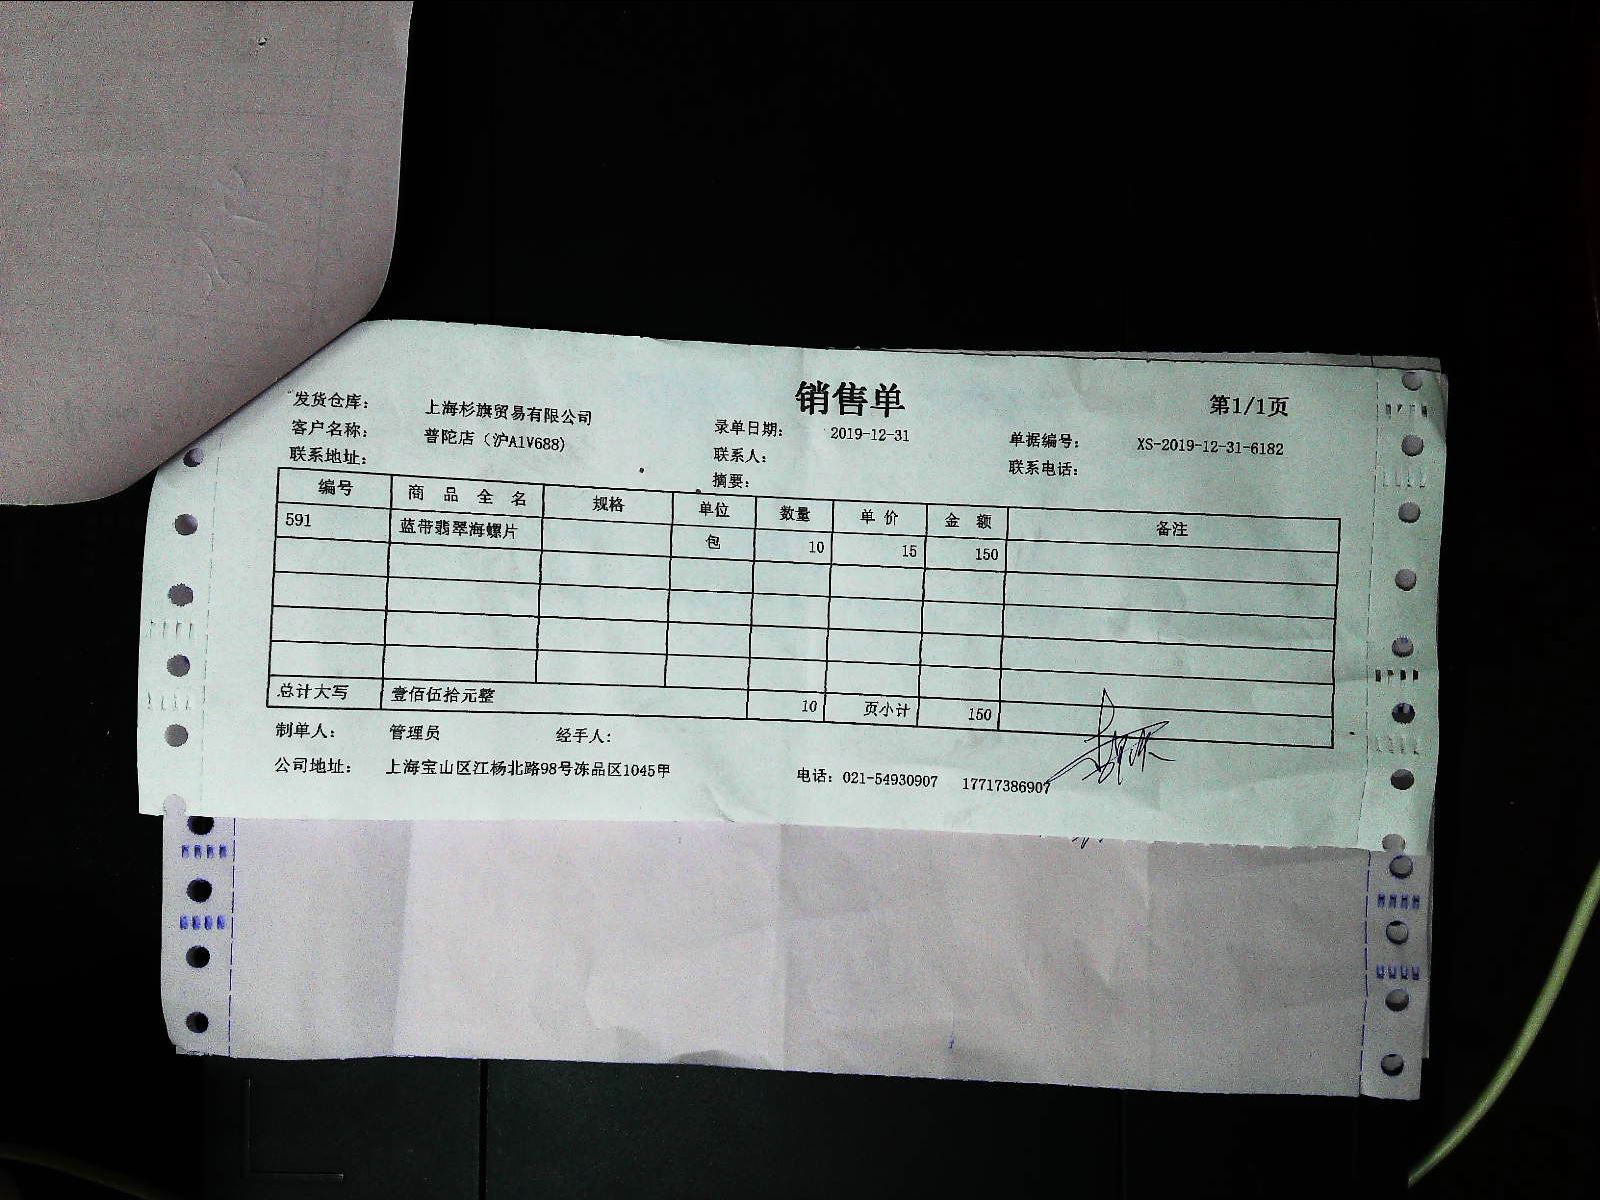 销售单
第1/1页
发货仓库： 上海杉旗贸易有限公司 录单日期： 2019-12-31 单据编号： XS-2019-12-31-6182
客户名称： 普陀店（沪A1V688) 联系人： 联系电话：
联系地址： 摘要：
编号 商品全名 规格 单位 数量 单价 金额 备注
591 蓝带翡翠海螺片 包 10 15 150
总计大写 壹佰伍拾元整 10 页小计 150
制单人： 管理员 经手人：
公司地址： 上海宝山区江杨北路98号冻品区1045甲 电话：021-54930907 17717386907